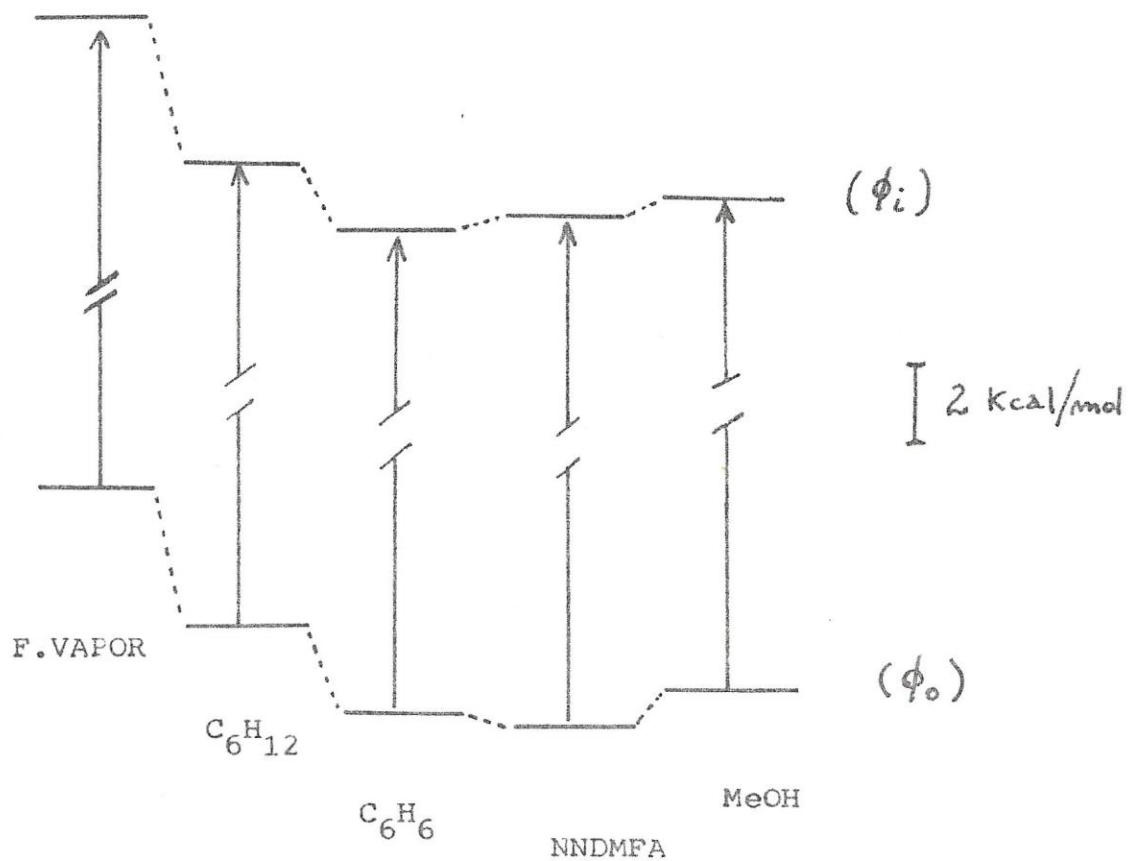 (ϕi)
2 Kcal/mol
F.VAPOR
(ϕo)
C6H12
MeOH
C6H6
NNDMFA